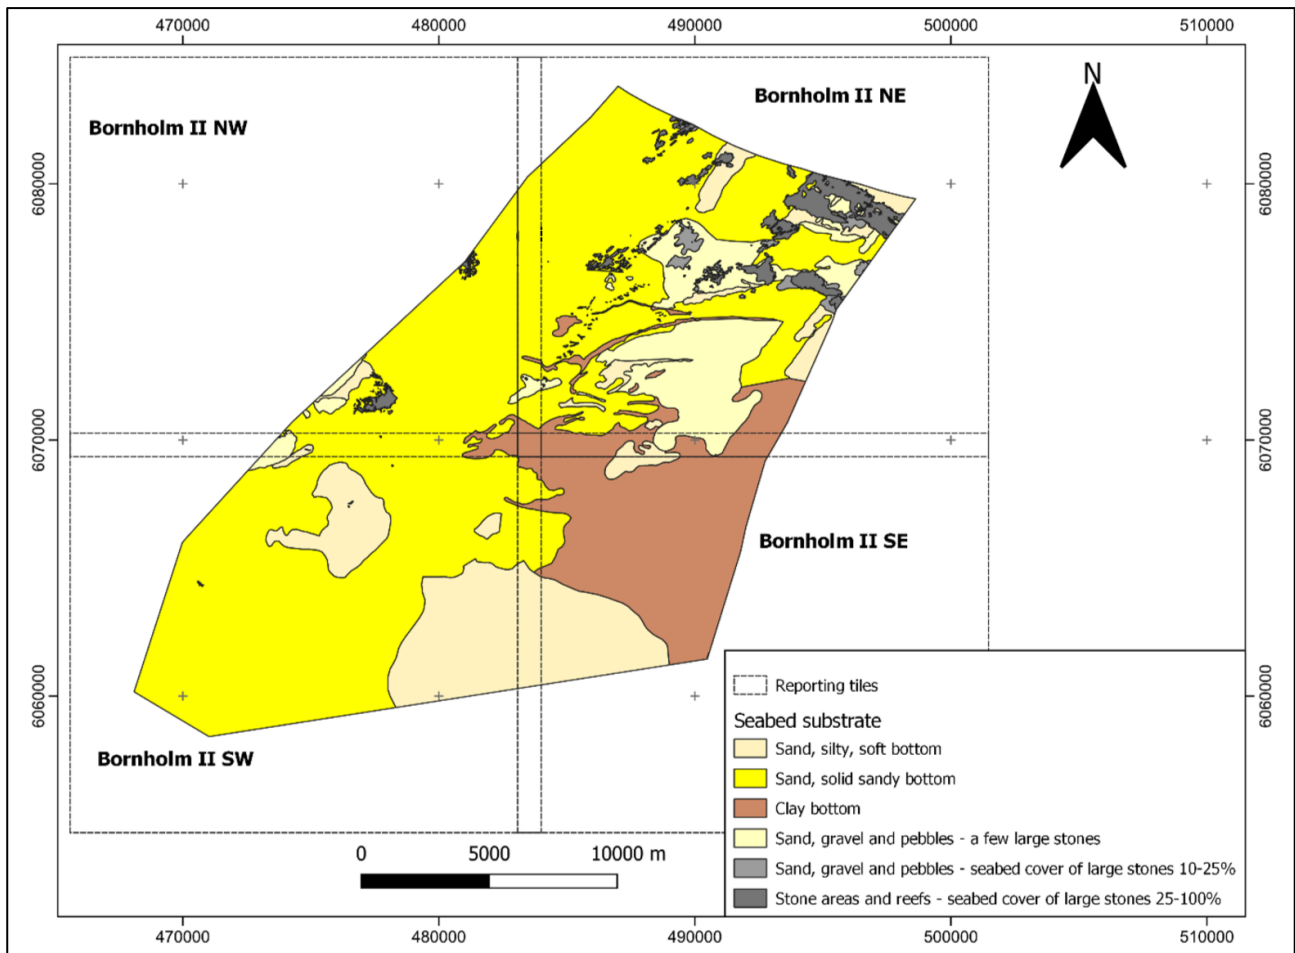 470000 480000 490000 500000 510000
N
Bornholm II NE
Bornholm II NW
6080000 6080000
6070000 6070000
Bornholm II SE
6060000 6060000
Reporting tiles
Seabed substrate
Sand, silty, soft bottom
Bornholm II SW
Sand, solid sandy bottom
Clay bottom
Sand, gravel and pebbles - a few large stones
0 5000 10000 m
Sand, gravel and pebbles - seabed cover of large stones 10-25%
Stone areas and reefs - seabed cover of large stones 25-100%
470000 480000 490000 500000 510000